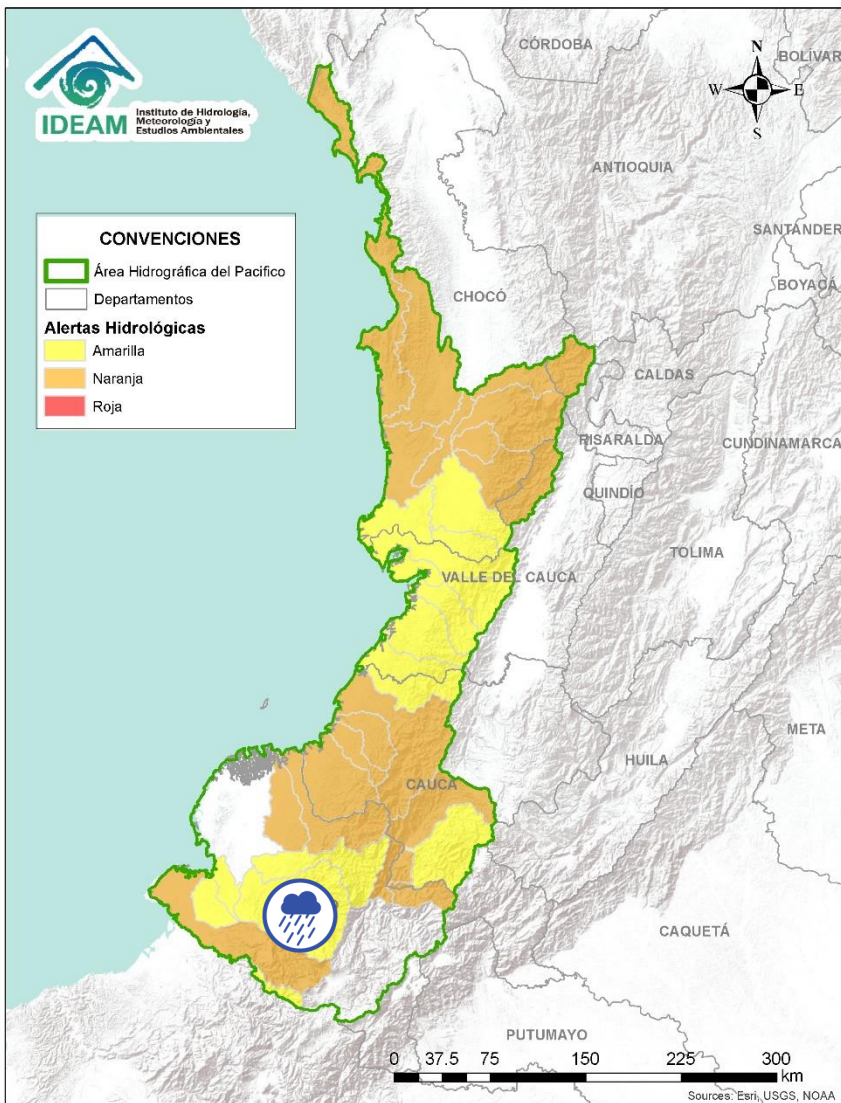 IDEAM
Instituto de Hidrología,
Meteorología y
Estudios Ambientales
N
W
E
S
CONVENCIONES
Área Hidrográfica del Pacifico
Departamentos
Alertas Hidrológicas
Amarilla
Naranja
Roja
CÓRDOBA
BOLÍVAR
ANTIOQUIA
SANTANDER
BOYACÁ
CHOCÓ
CALDAS
RISARALDA
CUNDINAMARCA
QUINDÍO
TOLIMA
VALLE DEL CAUCA
META
HUILA
CAUCA
CAQUETÁ
PUTUMAYO
0 37.5 75 150 225 300
km
Sources: Esri, USGS, NOAA